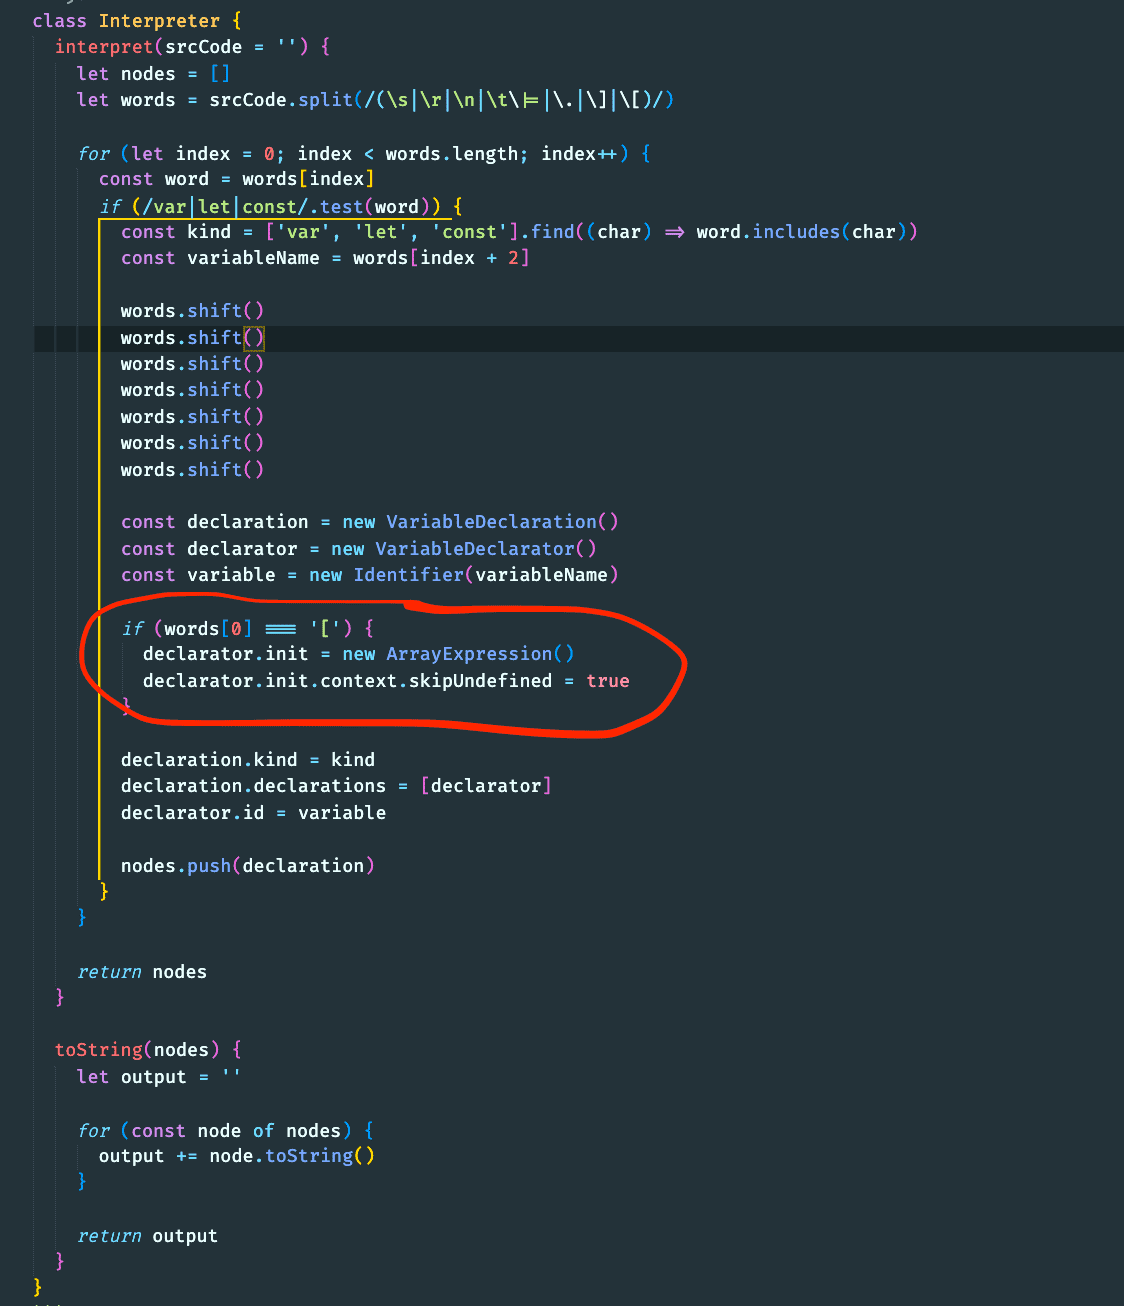 class Interpreter {
interpret(srcCode = '') {
let nodes = []
let words = srcCode.split(/(\s|\r|\n|\t\|=|\.|\]|\[)/)
for (let index = 0; index < words.length; index++) {
const word = words[index]
if (/var|let|const/.test(word)) {
const kind = ['var', 'let', 'const'].find((char) => word.includes(char))
const variableName = words[index + 2]
words.shift()
words.shift()
words.shift()
words.shift()
words.shift()
words.shift()
words.shift()
const declaration = new VariableDeclaration()
const declarator = new VariableDeclarator()
const variable = new Identifier(variableName)
if (words[0] === '[') {
declarator.init = new ArrayExpression()
declarator.init.context.skipUndefined = true
}
declaration.kind = kind
declaration.declarations = [declarator]
declarator.id = variable
nodes.push(declaration)
}
}
return nodes
}
toString(nodes) {
let output = ''
for (const node of nodes) {
output += node.toString()
}
return output
}
}